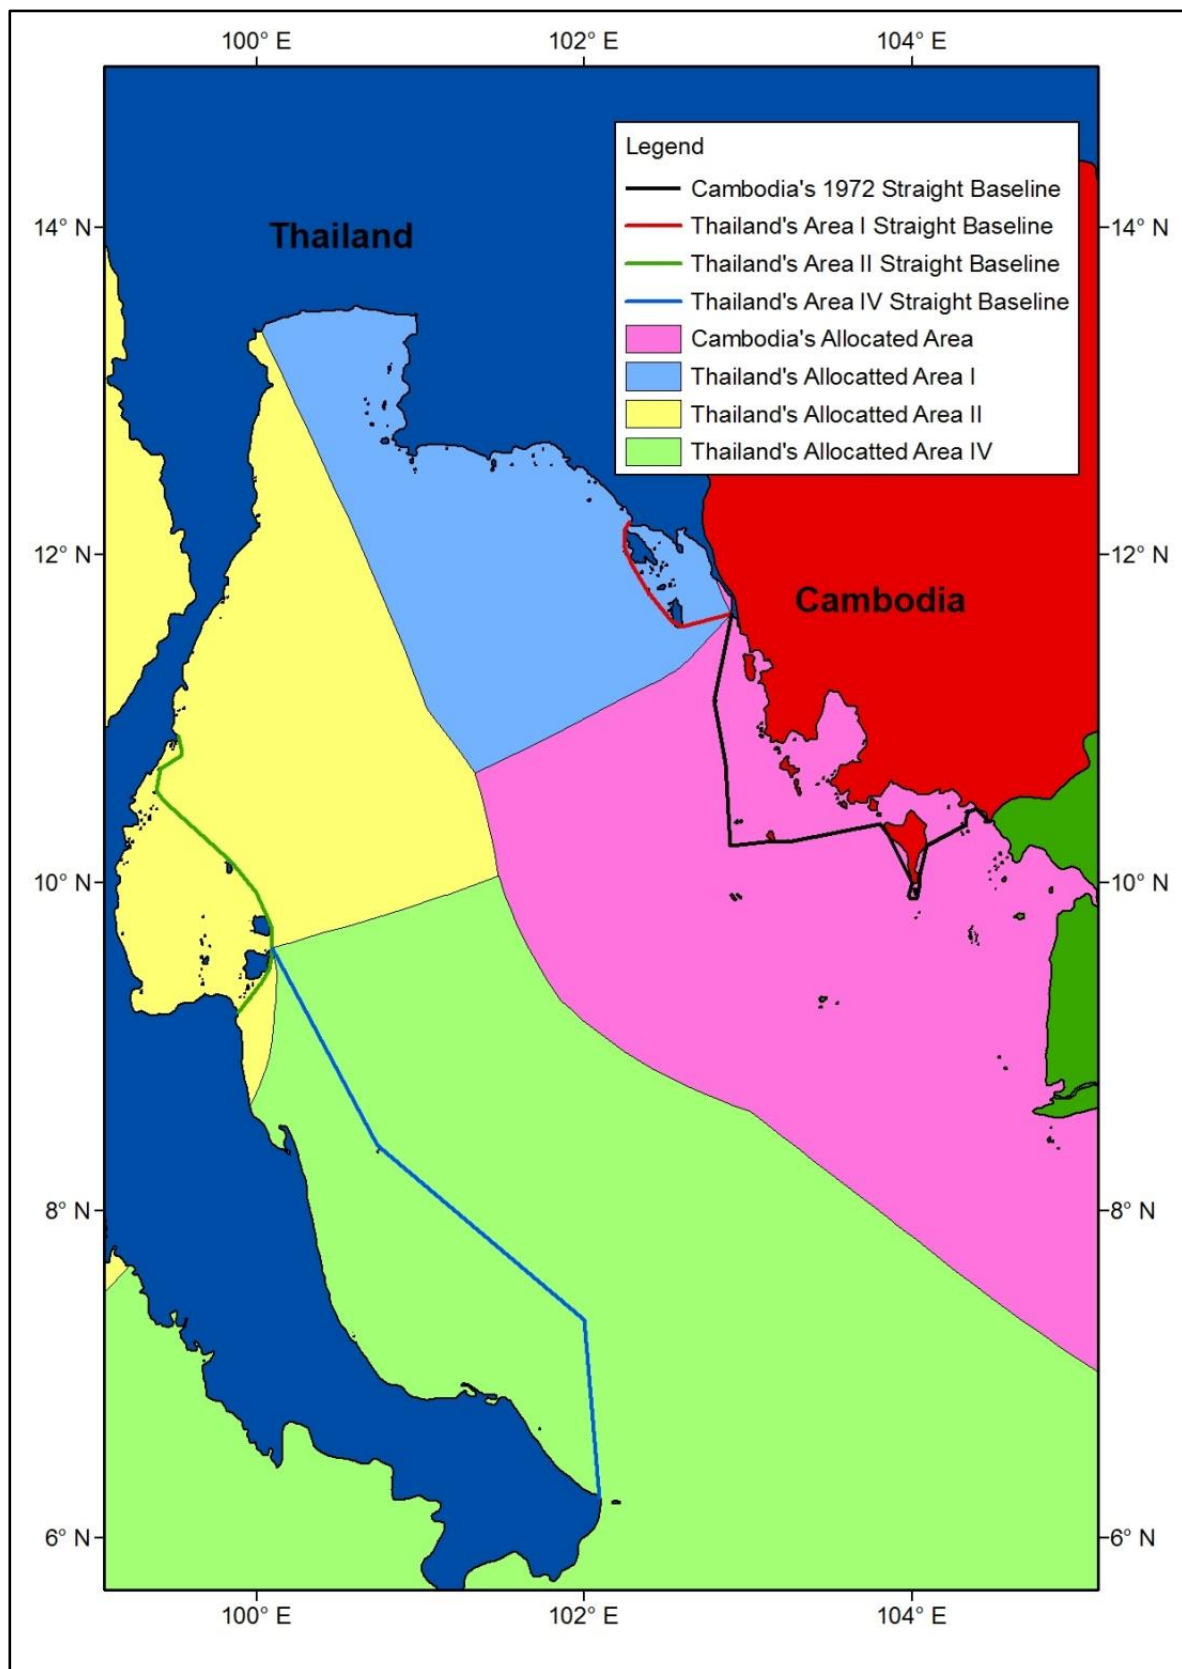 100° E
102° E
104° E
Legend
Cambodia's 1972 Straight Baseline
Thailand's Area I Straight Baseline
Thailand's Area II Straight Baseline
Thailand's Area IV Straight Baseline
Cambodia's Allocated Area
Thailand's Allocatted Area I
Thailand's Allocatted Area II
Thailand's Allocatted Area IV
14° N
Thailand
14° N
12° N
12° N
Cambodia
10° N
10° N
8° N
8° N
6° N
6° N
100° E
102° E
104° E